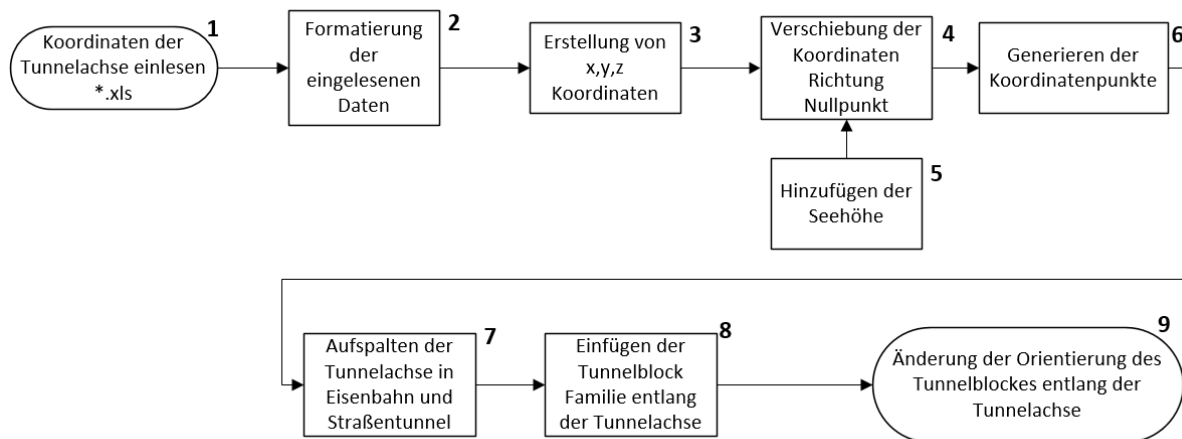 1
Koordinaten der
Tunnelachse einlesen
*.xls
2
Formatierung
der
eingelesenen
Daten
3
Erstellung von
x,y,z
Koordinaten
4
Verschiebung der
Koordinaten
Richtung
Nullpunkt
5
Hinzufügen der
Seehöhe
6
Generieren der
Koordinatenpunkte
7
Aufspalten der
Tunnelachse in
Eisenbahn und
Straßentunnel
8
Einfügen der
Tunnelblock
Familie entlang
der Tunnelachse
9
Änderung der Orientierung des
Tunnelblockes entlang der
Tunnelachse